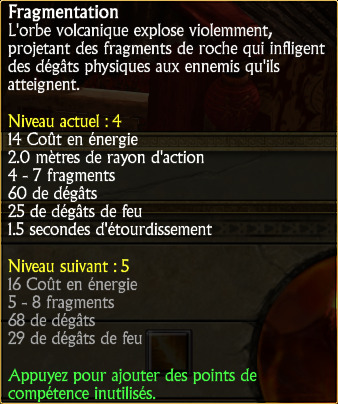 Fragmentation
L'orbe volcanique explose violemment,
projetant des fragments de roche qui infligent
des dégâts physiques aux ennemis qu'ils
atteignent.
Niveau actuel : 4
14 Coût en énergie
2.0 mètres de rayon d'action
4 - 7 fragments
60 de dégâts
25 de dégâts de feu
1.5 secondes d'étourdissement
Niveau suivant : 5
16 Coût en énergie
5 - 8 fragments
68 de dégâts
29 de dégâts de feu
Appuyez pour ajouter des points de
compétence inutilisés.